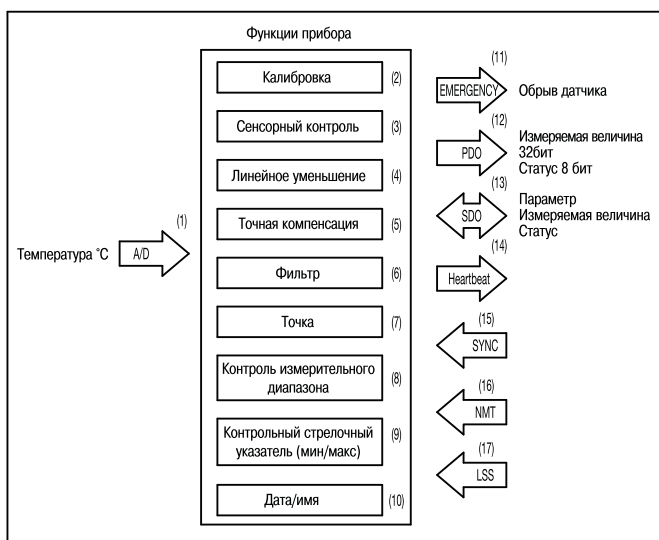 Функции прибора
Температура °C
A/D
(1)
Калибровка
(2)
Сенсорный контроль
(3)
Линейное уменьшение
(4)
Точная компенсация
(5)
Фильтр
(6)
Точка
(7)
Контроль измерительного
диапазона
(8)
Контрольный стрелочный
указатель (мин/макс)
(9)
Дата/имя
(10)
(11)
EMERGENCY
Обрыв датчика
(12)
PDO
Измеряемая величина
32бит
Статус 8 бит
(13)
SDO
Параметр
Измеряемая величина
Статус
(14)
Heartbeat
(15)
SYNC
(16)
NMT
(17)
LSS